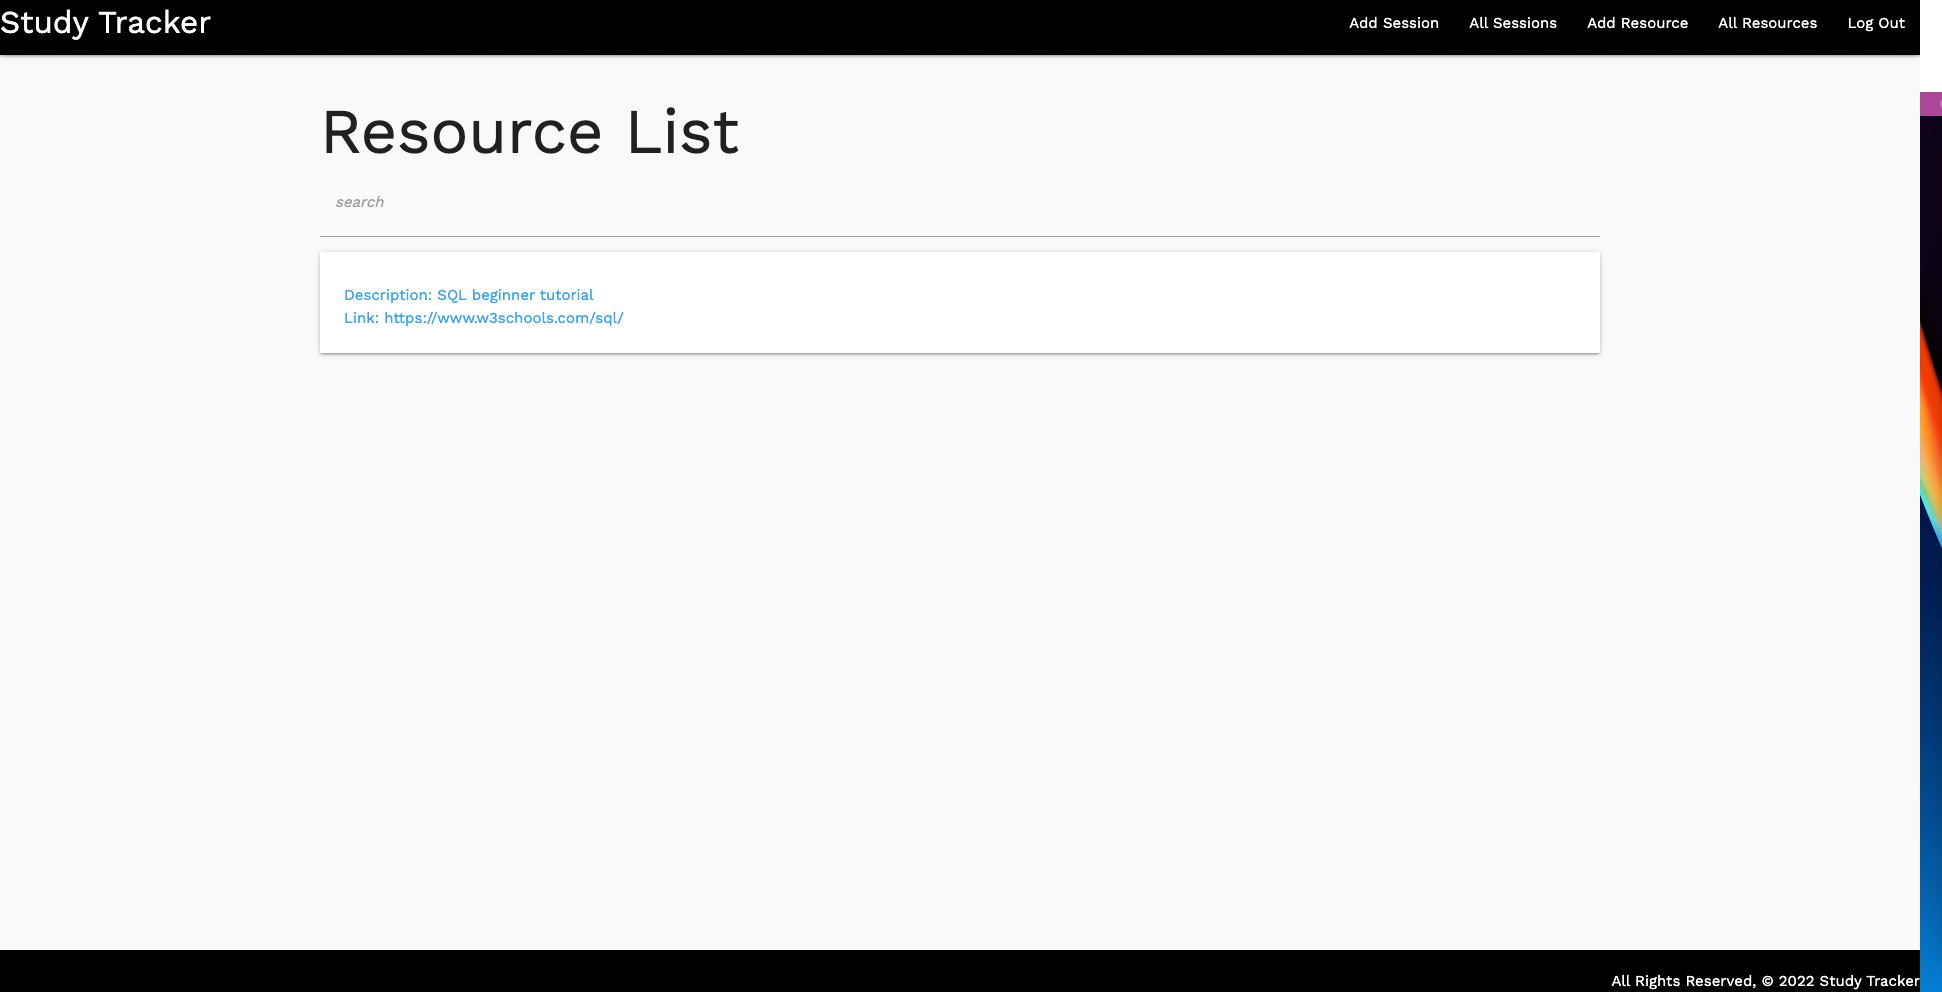 Study Tracker
Add Session
All Sessions
Add Resource
All Resources
Log Out
Resource List
search
Description: SQL beginner tutorial
Link: https://www.w3schools.com/sql/
All Rights Reserved, © 2022 Study Tracker